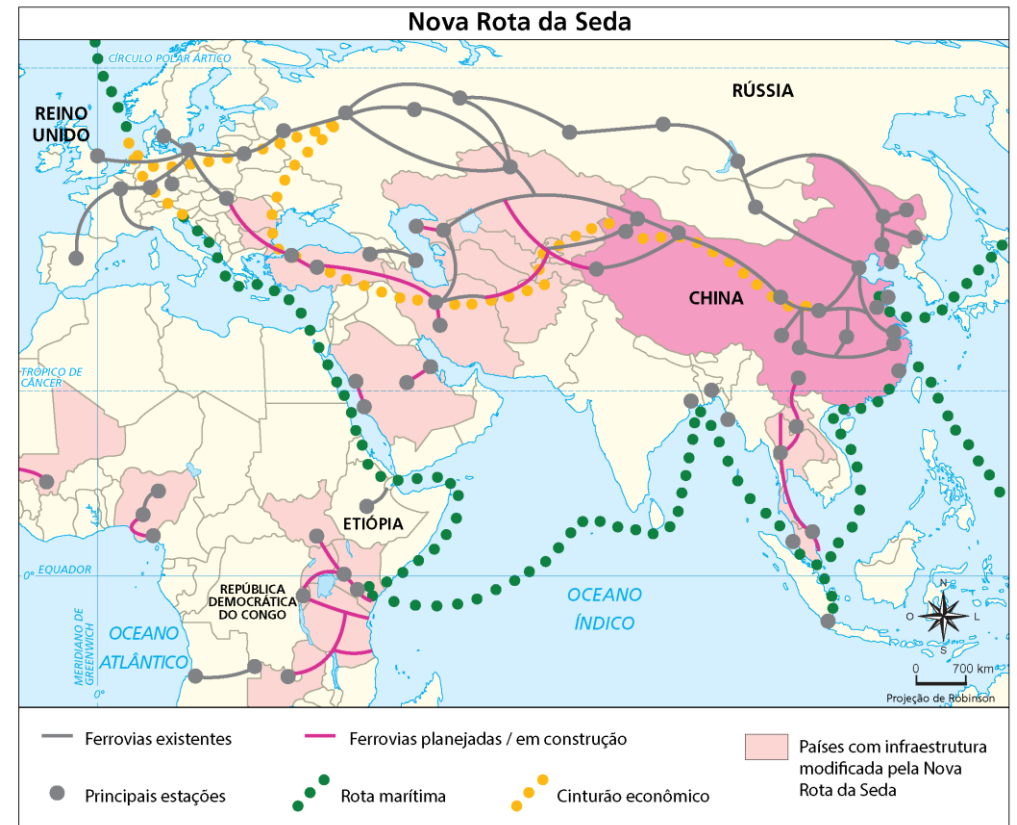 Nova Rota da Seda
CÍRCULO POLAR ÁRTICO
REINO
UNIDO
RÚSSIA
CHINA
TRÓPICO DE
CÂNCER
ETIÓPIA
0° EQUADOR
REPÚBLICA
DEMOCRÁTICA
DO CONGO
OCEANO
ÍNDICO
OCEANO
ATLÂNTICO
MERIDIANO DE
GREENWICH
0°
N
O
L
S
0 700 km
Projeção de Robinson
Ferrovias existentes
Ferrovias planejadas / em construção
Países com infraestrutura
modificada pela Nova
Rota da Seda
Principais estações
Rota marítima
Cinturão econômico